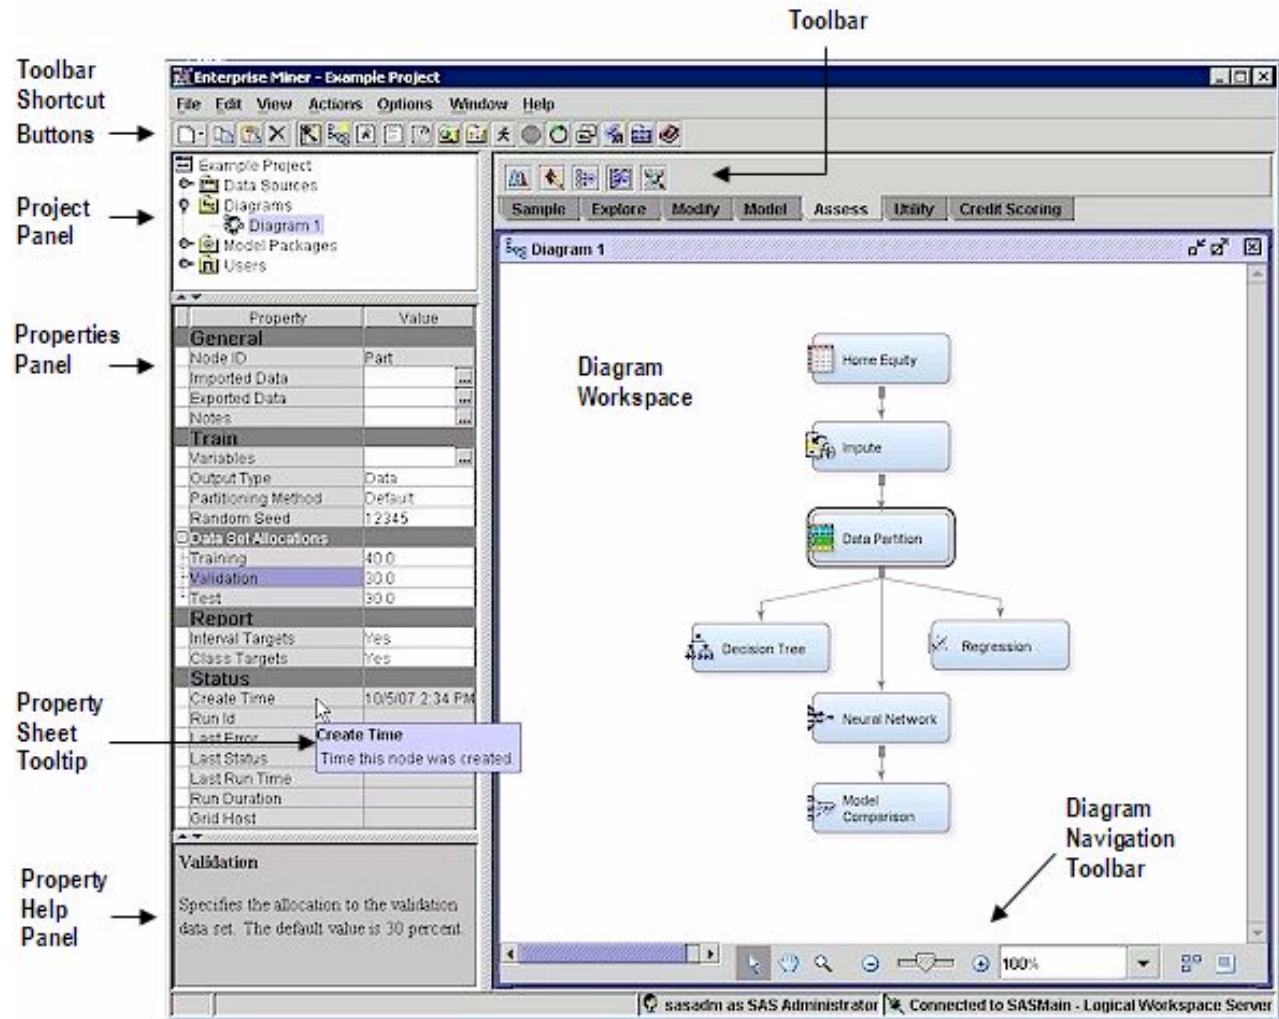 Toolbar
Toolbar
Shortcut
Buttons
Enterprise Miner - Example Project
File Edit View Actions Options Window Help
Project
Panel
Example Project
Data Sources
Diagrams
Diagram 1
Model Packages
Users
Sample Explore Modify Model Assess Utility Credit Scoring
Diagram 1
Properties
Panel
Property Value
General
Node ID Part
Imported Data ...
Exported Data ...
Notes ...
Train
Variables ...
Output Type Data
Partitioning Method Default
Random Seed 12345
Data Set Allocations
Training 40.0
Validation 30.0
Test 30.0
Report
Interval Targets Yes
Class Targets Yes
Status
Create Time 10/5/07 2:34 PM
Run Id
Last Error
Last Status
Last Run Time
Run Duration
Grid Host
Property
Sheet
Tooltip
Create Time
Time this node was created.
Diagram
Workspace
Home Equity
Impute
Data Partition
Decision Tree
Regression
Neural Network
Model
Comparison
Diagram
Navigation
Toolbar
Property
Help
Panel
Validation
Specifies the allocation to the validation
data set. The default value is 30 percent.
100%
sasadm as SAS Administrator Connected to SASMain - Logical Workspace Server